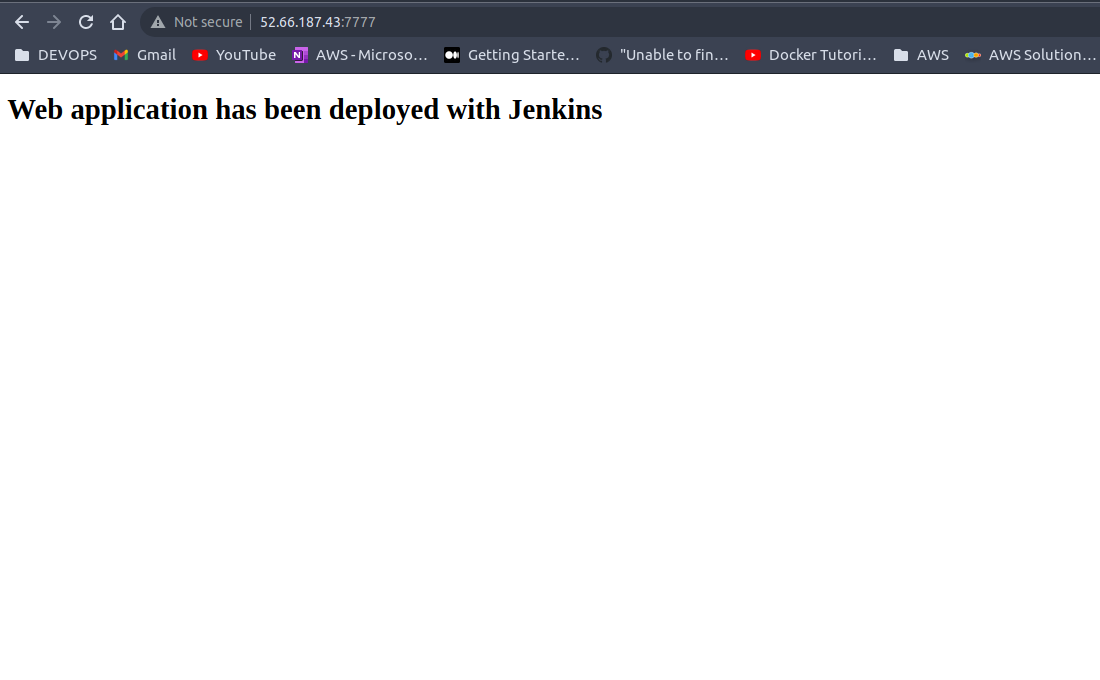 Not secure 52.66.187.43:7777
DEVOPS Gmail YouTube AWS - Microso... Getting Starte... "Unable to fin... Docker Tutori... AWS AWS Solution...
Web application has been deployed with Jenkins